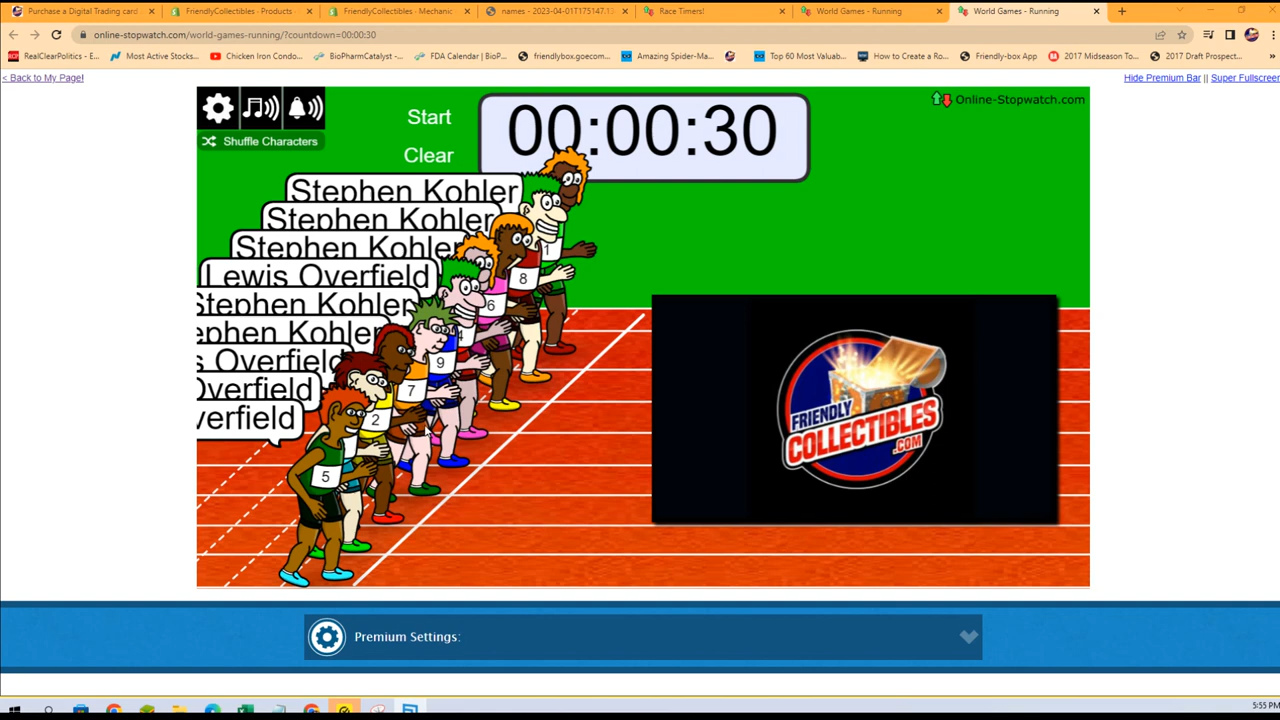 Purchase a Digital Trading card
FriendlyCollectibles - Products
FriendlyCollectibles - Mechanic
names - 2023-04-01T175147.1
Race Timers!
World Games - Running
World Games - Running
online-stopwatch.com/world-games-running/?countdown=00:00:30
RealClearPolitics - E...
Most Active Stocks...
Chicken Iron Condo...
BioPharmCatalyst -...
FDA Calendar | BioP...
friendlybox.goecom...
Amazing Spider-Ma...
Top 60 Most Valuab...
How to Create a Ro...
Friendly-box App
2017 Midseason To...
2017 Draft Prospect...
< Back to My Page!
Hide Premium Bar || Super Fullscreen
Start
Clear
00:00:30
Online-Stopwatch.com
Shuffle Characters
Stephen Kohler
Stephen Kohler
Stephen Kohler
Lewis Overfield
Stephen Kohler
ephen Kohler
s Overfield
Overfield
verfield
1
8
6
9
7
2
5
FRIENDLY
COLLECTIBLES
.COM
Premium Settings:
5:55 PM